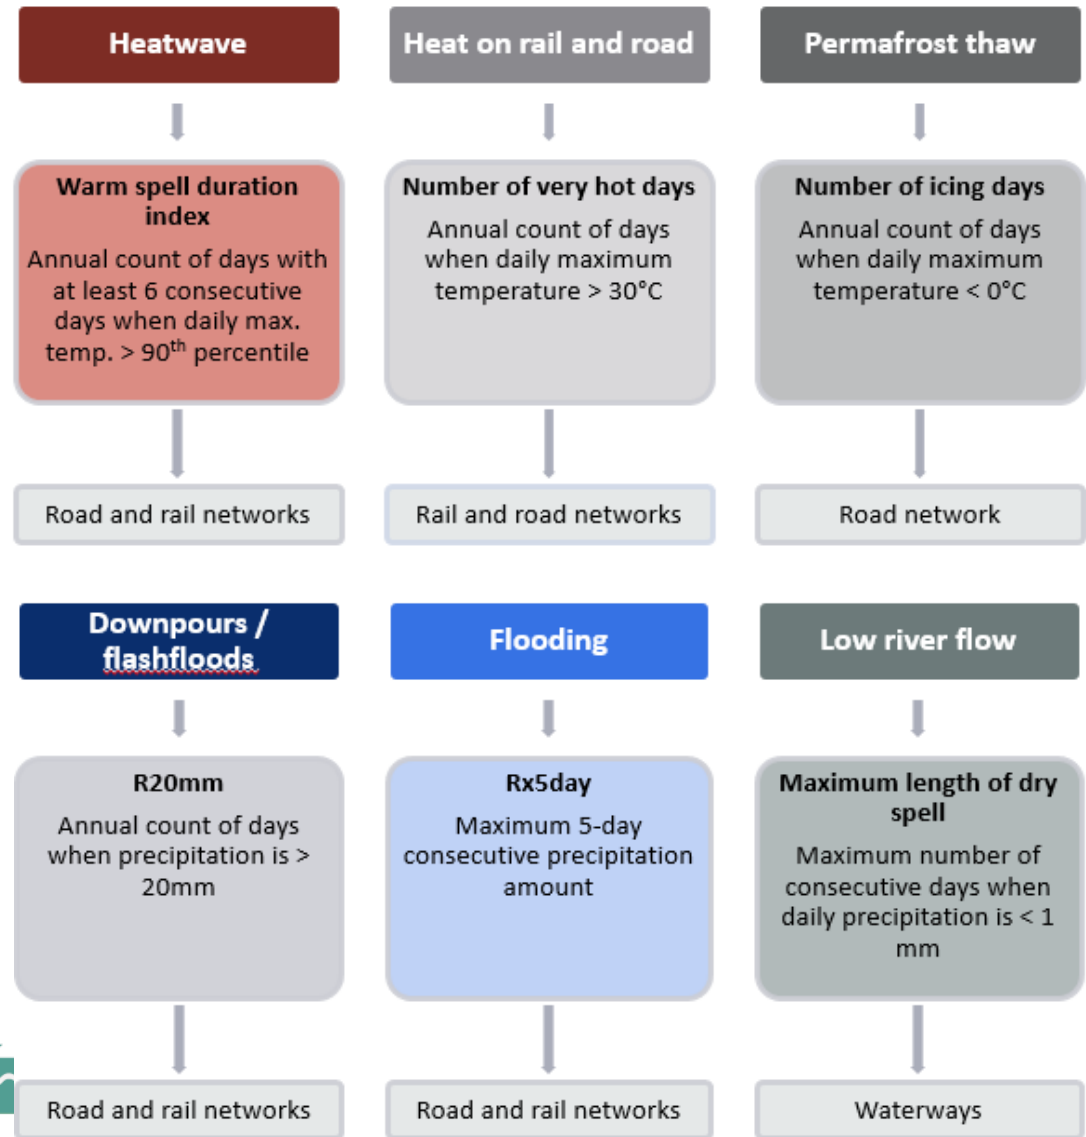 Heatwave
Warm spell duration
index
Annual count of days with
at least 6 consecutive
days when daily max.
temp. > 90th percentile
Road and rail networks
Heat on rail and road
Number of very hot days
Annual count of days
when daily maximum
temperature > 30°C
Rail and road networks
Permafrost thaw
Number of icing days
Annual count of days
when daily maximum
temperature < 0°C
Road network
Downpours /
flashfloods
R20mm
Annual count of days
when precipitation is >
20mm
Road and rail networks
Flooding
Rx5day
Maximum 5-day
consecutive precipitation
amount
Road and rail networks
Low river flow
Maximum length of dry
spell
Maximum number of
consecutive days when
daily precipitation is < 1
mm
Waterways